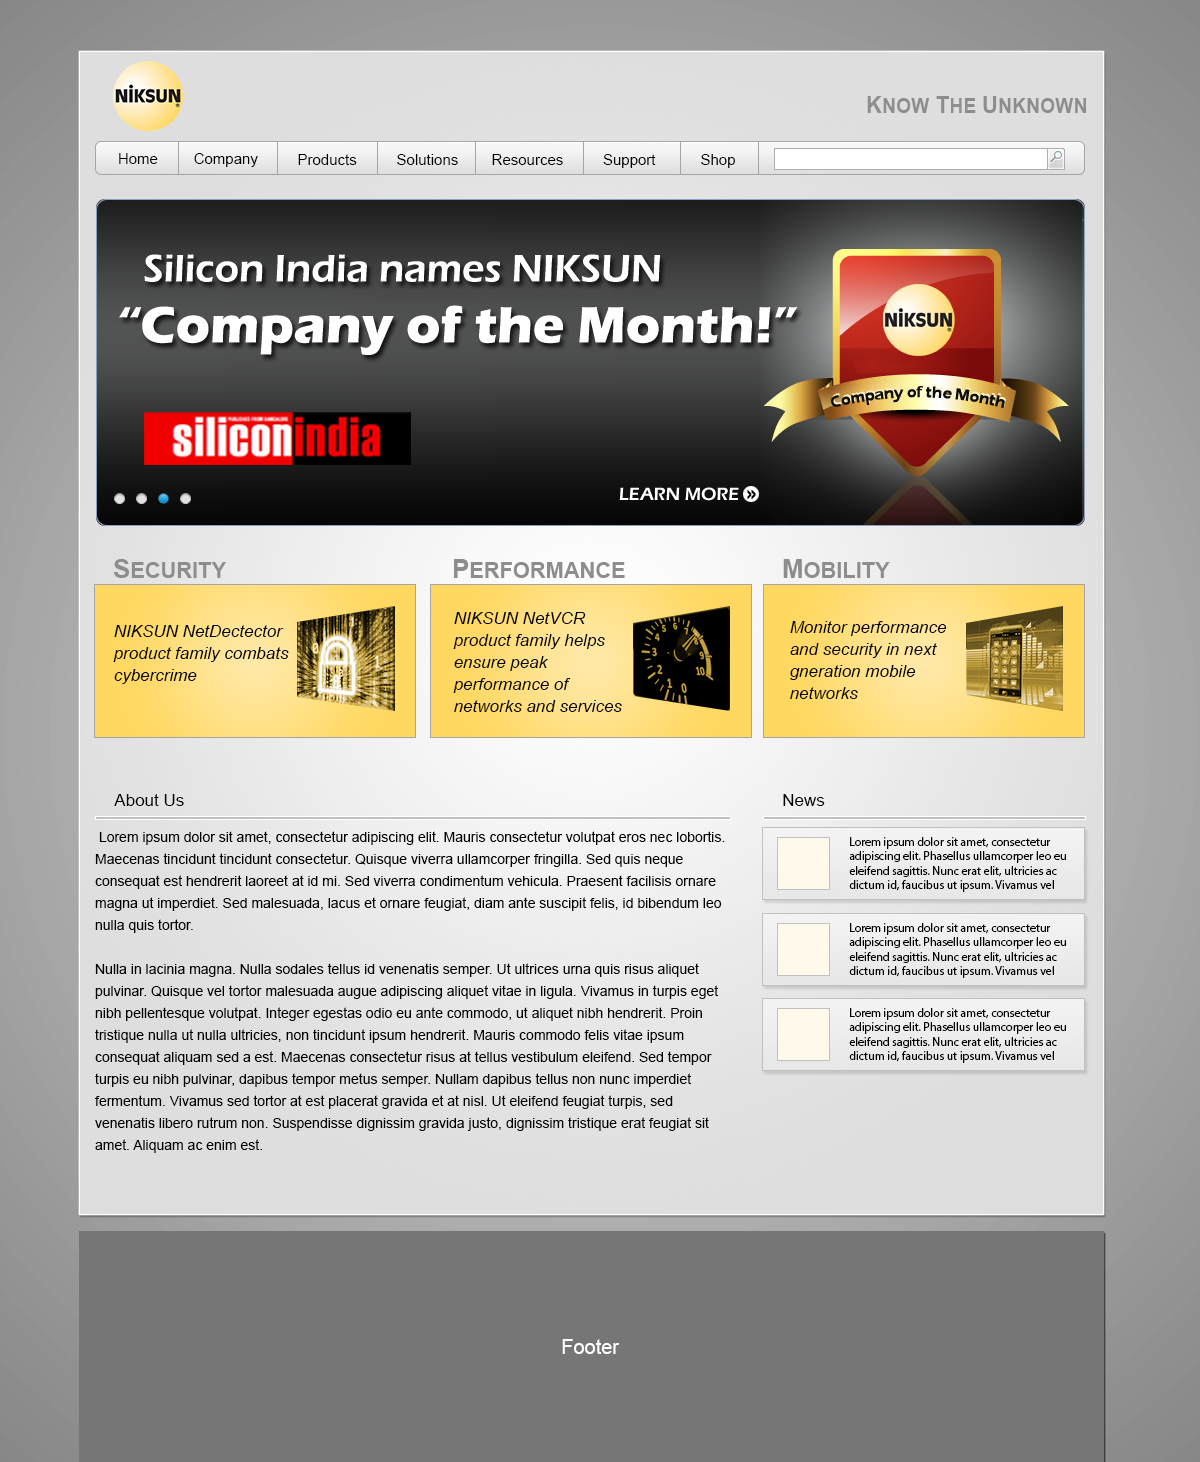 NIKSUN
KNOW THE UNKNOWN
Home Company Products Solutions Resources Support Shop
Silicon India names NIKSUN
“Company of the Month!”
NIKSUN
Company of the Month
PUBLISHED FROM BANGALORE
siliconindia
LEARN MORE
SECURITY
NIKSUN NetDectector
product family combats
cybercrime
PERFORMANCE
NIKSUN NetVCR
product family helps
ensure peak
performance of
networks and services
MOBILITY
Monitor performance
and security in next
gneration mobile
networks
About Us
Lorem ipsum dolor sit amet, consectetur adipiscing elit. Mauris consectetur volutpat eros nec lobortis.
Maecenas tincidunt tincidunt consectetur. Quisque viverra ullamcorper fringilla. Sed quis neque
consequat est hendrerit laoreet at id mi. Sed viverra condimentum vehicula. Praesent facilisis ornare
magna ut imperdiet. Sed malesuada, lacus et ornare feugiat, diam ante suscipit felis, id bibendum leo
nulla quis tortor.
Nulla in lacinia magna. Nulla sodales tellus id venenatis semper. Ut ultrices urna quis risus aliquet
pulvinar. Quisque vel tortor malesuada augue adipiscing aliquet vitae in ligula. Vivamus in turpis eget
nibh pellentesque volutpat. Integer egestas odio eu ante commodo, ut aliquet nibh hendrerit. Proin
tristique nulla ut nulla ultricies, non tincidunt ipsum hendrerit. Mauris commodo felis vitae ipsum
consequat aliquam sed a est. Maecenas consectetur risus at tellus vestibulum eleifend. Sed tempor
turpis eu nibh pulvinar, dapibus tempor metus semper. Nullam dapibus tellus non nunc imperdiet
fermentum. Vivamus sed tortor at est placerat gravida et at nisl. Ut eleifend feugiat turpis, sed
venenatis libero rutrum non. Suspendisse dignissim gravida justo, dignissim tristique erat feugiat sit
amet. Aliquam ac enim est.
News
Lorem ipsum dolor sit amet, consectetur
adipiscing elit. Phasellus ullamcorper leo eu
eleifend sagittis. Nunc erat elit, ultricies ac
dictum id, faucibus ut ipsum. Vivamus vel
Lorem ipsum dolor sit amet, consectetur
adipiscing elit. Phasellus ullamcorper leo eu
eleifend sagittis. Nunc erat elit, ultricies ac
dictum id, faucibus ut ipsum. Vivamus vel
Lorem ipsum dolor sit amet, consectetur
adipiscing elit. Phasellus ullamcorper leo eu
eleifend sagittis. Nunc erat elit, ultricies ac
dictum id, faucibus ut ipsum. Vivamus vel
Footer